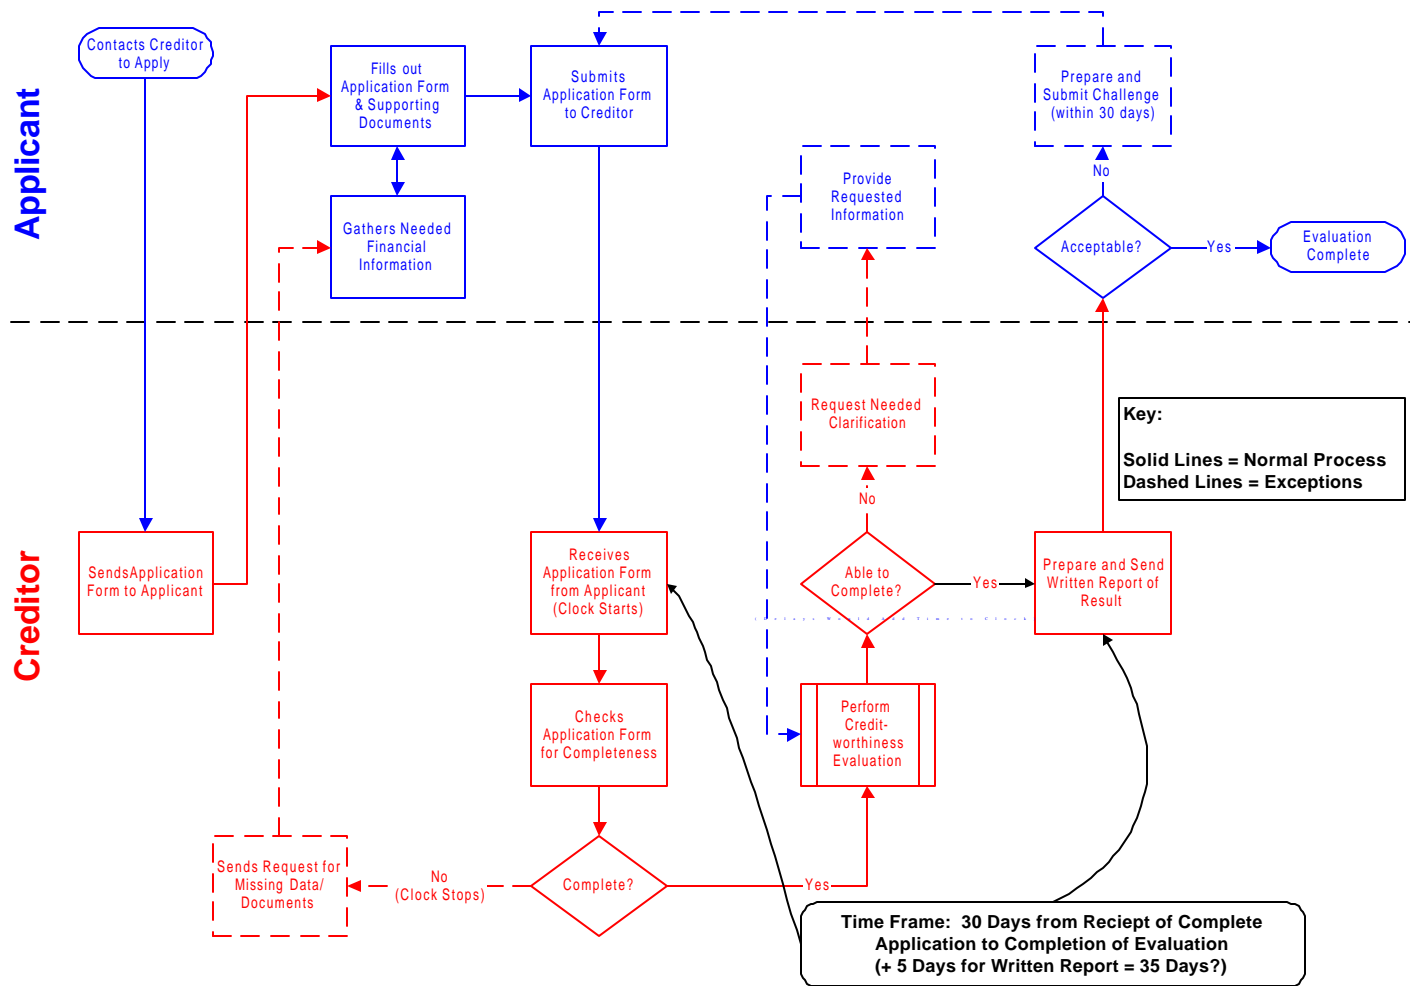 Applicant
Contacts Creditor
to Apply
Fills out
Application Form
& Supporting
Documents
Submits
Application Form
to Creditor
Prepare and
Submit Challenge
(within 30 days)
No
Provide
Requested
Information
Gathers Needed
Financial
Information
Acceptable?
Yes
Evaluation
Complete
Creditor
Request Needed
Clarification
No
Key:
Solid Lines = Normal Process
Dashed Lines = Exceptions
Sends Application
Form to Applicant
Receives
Application Form
from Applicant
(Clock Starts)
Able to
Complete?
Yes
Prepare and Send
Written Report of
Result
Checks
Application Form
for Completeness
Perform
Credit-
worthiness
Evaluation
Sends Request for
Missing Data/
Documents
No
(Clock Stops)
Complete?
Yes
Time Frame:  30 Days from Reciept of Complete
Application to Completion of Evaluation
(+ 5 Days for Written Report = 35 Days?)